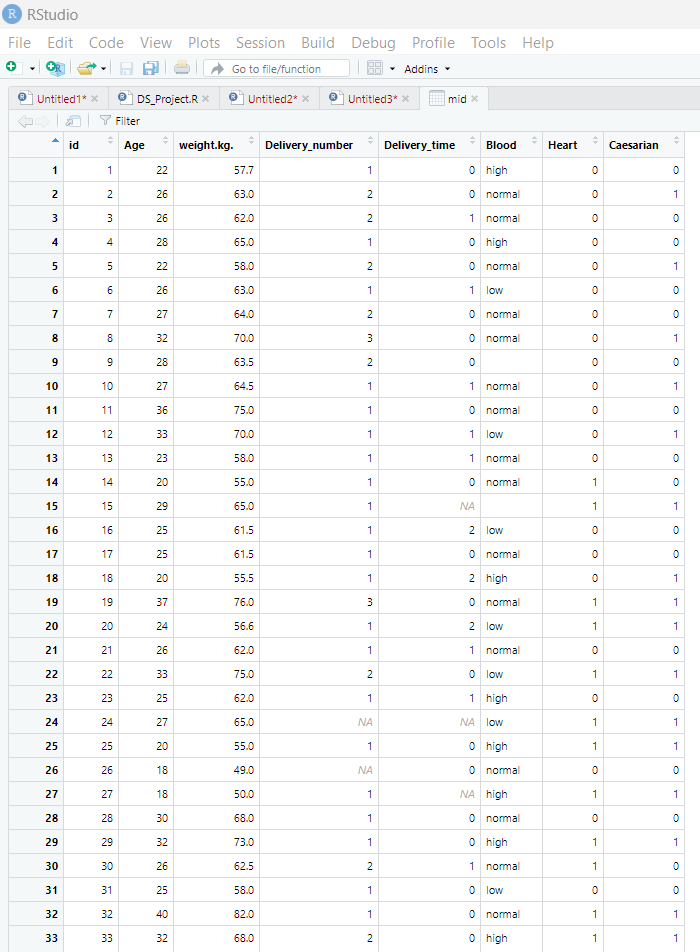 RStudio
File Edit Code View Plots Session Build Debug Profile Tools Help
Go to file/function Addins
Untitled1* DS_Project.R Untitled2* Untitled3* mid
Filter
id Age weight.kg. Delivery_number Delivery_time Blood Heart Caesarian
1 1 22 57.7 1 0 high 0 0
2 2 26 63.0 2 0 normal 0 1
3 3 26 62.0 2 1 normal 0 0
4 4 28 65.0 1 0 high 0 0
5 5 22 58.0 2 0 normal 0 1
6 6 26 63.0 1 1 low 0 0
7 7 27 64.0 2 0 normal 0 0
8 8 32 70.0 3 0 normal 0 1
9 9 28 63.5 2 0 0 0
10 10 27 64.5 1 1 normal 0 1
11 11 36 75.0 1 0 normal 0 0
12 12 33 70.0 1 1 low 0 1
13 13 23 58.0 1 1 normal 0 0
14 14 20 55.0 1 0 normal 1 0
15 15 29 65.0 1 NA 1 1
16 16 25 61.5 1 2 low 0 0
17 17 25 61.5 1 0 normal 0 0
18 18 20 55.5 1 2 high 0 1
19 19 37 76.0 3 0 normal 1 1
20 20 24 56.6 1 2 low 1 1
21 21 26 62.0 1 1 normal 0 0
22 22 33 75.0 2 0 low 1 1
23 23 25 62.0 1 1 high 0 0
24 24 27 65.0 NA NA low 1 1
25 25 20 55.0 1 0 high 1 1
26 26 18 49.0 NA 0 normal 0 0
27 27 18 50.0 1 NA high 1 1
28 28 30 68.0 1 0 normal 0 0
29 29 32 73.0 1 0 high 1 1
30 30 26 62.5 2 1 normal 1 0
31 31 25 58.0 1 0 low 0 0
32 32 40 82.0 1 0 normal 1 1
33 33 32 68.0 2 0 high 1 1